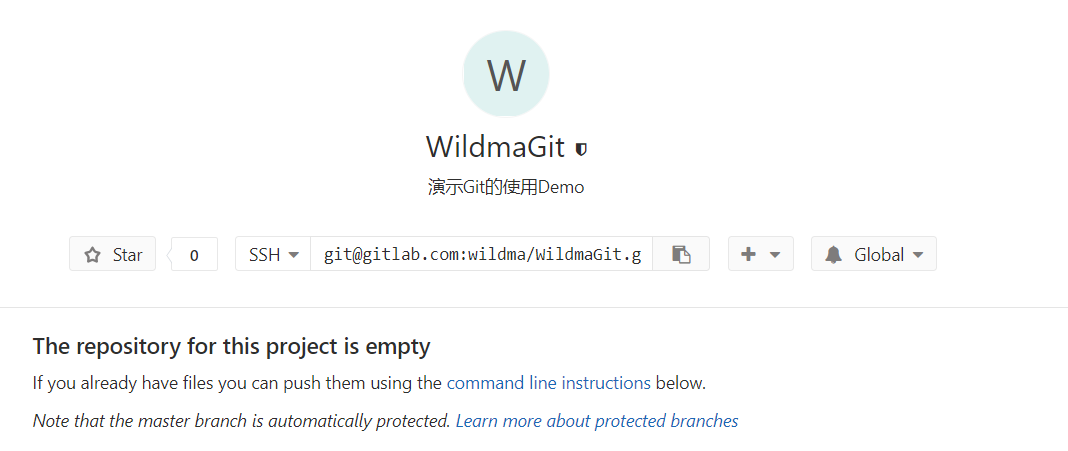 W
WildmaGit
演示Git的使用Demo
Star 0 SSH git@gitlab.com:wildma/WildmaGit.g Global
The repository for this project is empty
If you already have files you can push them using the command line instructions below.
Note that the master branch is automatically protected. Learn more about protected branches